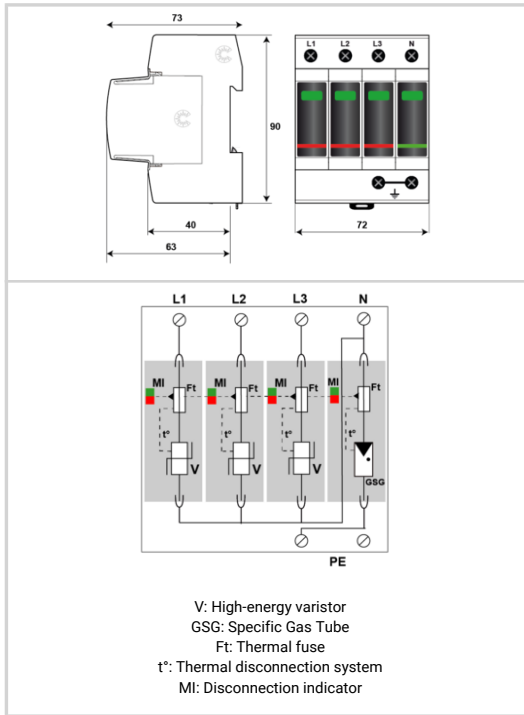 73
L1 L2 L3 N
90
40
63
72
L1 L2 L3 N
MI Ft MI Ft MI Ft MI Ft
t° t° t° t°
V V V
GSG
PE
V: High-energy varistor
GSG: Specific Gas Tube
Ft: Thermal fuse
t°: Thermal disconnection system
MI: Disconnection indicator